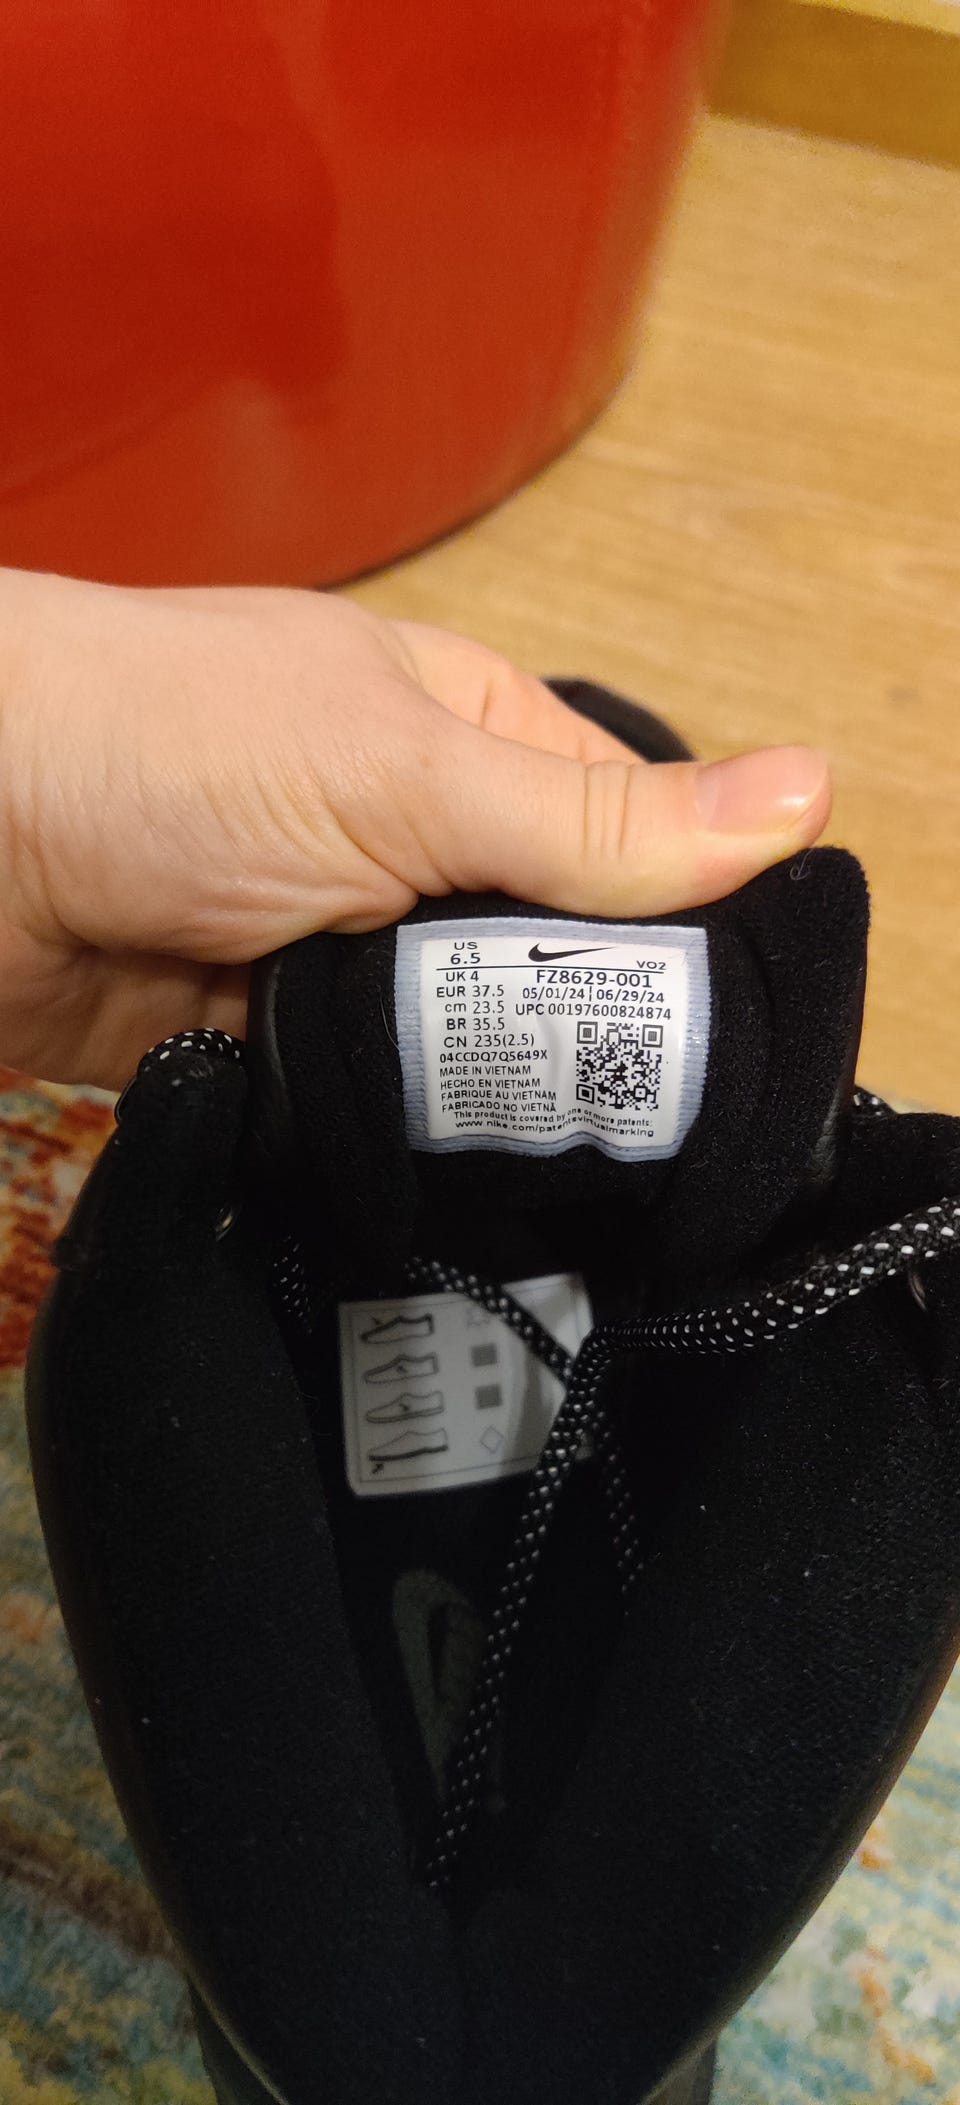 US
6.5
VO2
UK 4 FZ8629-001
EUR 37.5 05/01/24 | 06/29/24
cm 23.5 UPC 00197600824874
BR 35.5
CN 235(2.5)
04CCDQ7Q5649X
MADE IN VIETNAM
HECHO EN VIETNAM
FABRIQUE AU VIETNAM
FABRICADO NO VIETNÃ
This product is covered by one or more patents:
www.nike.com/patentsvirtualmarking